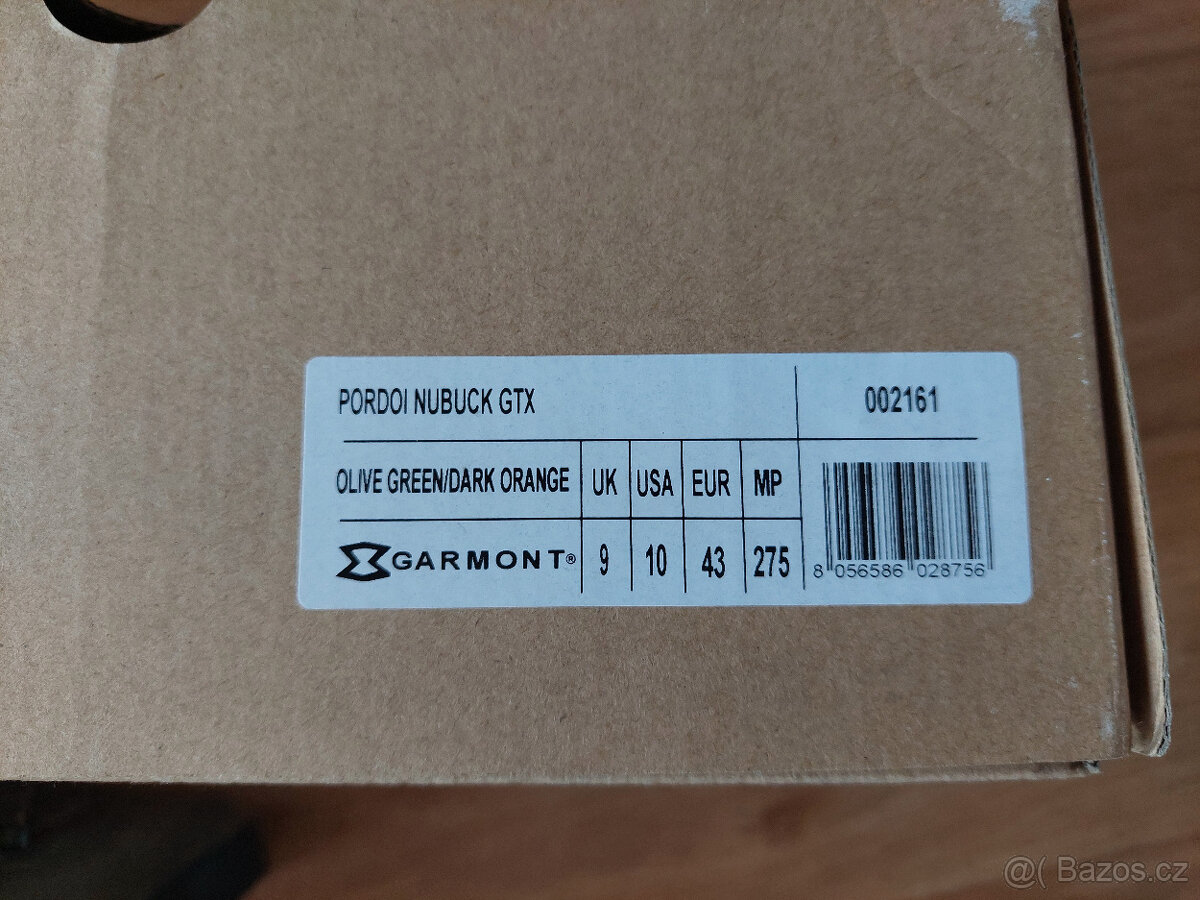 PORDOI NUBUCK GTX 002161
OLIVE GREEN/DARK ORANGE UK USA EUR MP
GARMONT® 9 10 43 275
8 056586 028756
@( Bazos.cz